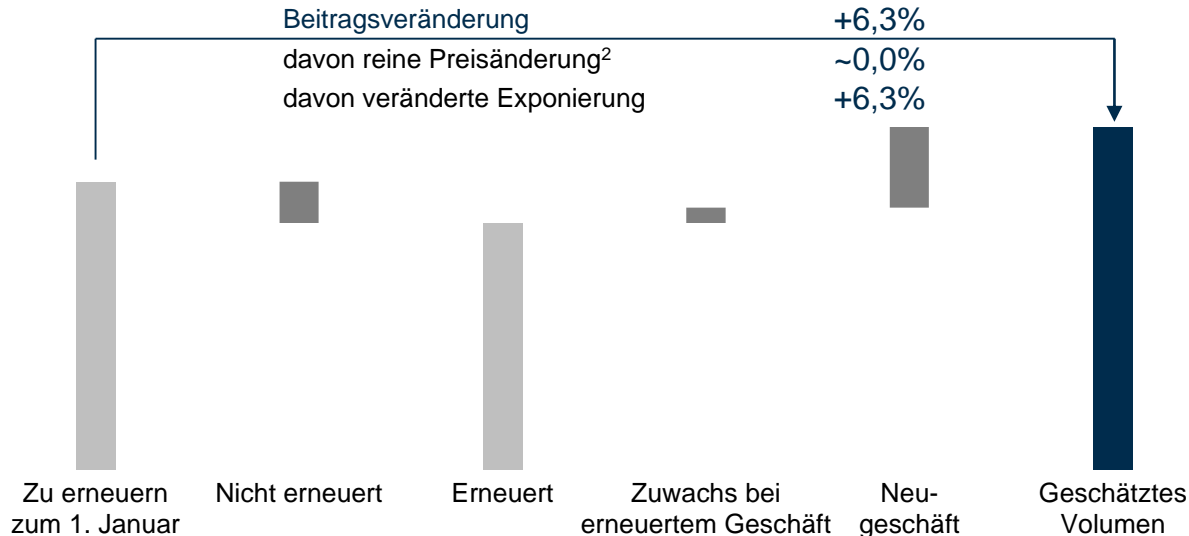 Beitragsveränderung +6,3%
davon reine Preisänderung² ~0,0%
davon veränderte Exponierung +6,3%
Zu erneuern zum 1. Januar
Nicht erneuert
Erneuert
Zuwachs bei erneuertem Geschäft
Neu-
geschäft
Geschätztes
Volumen